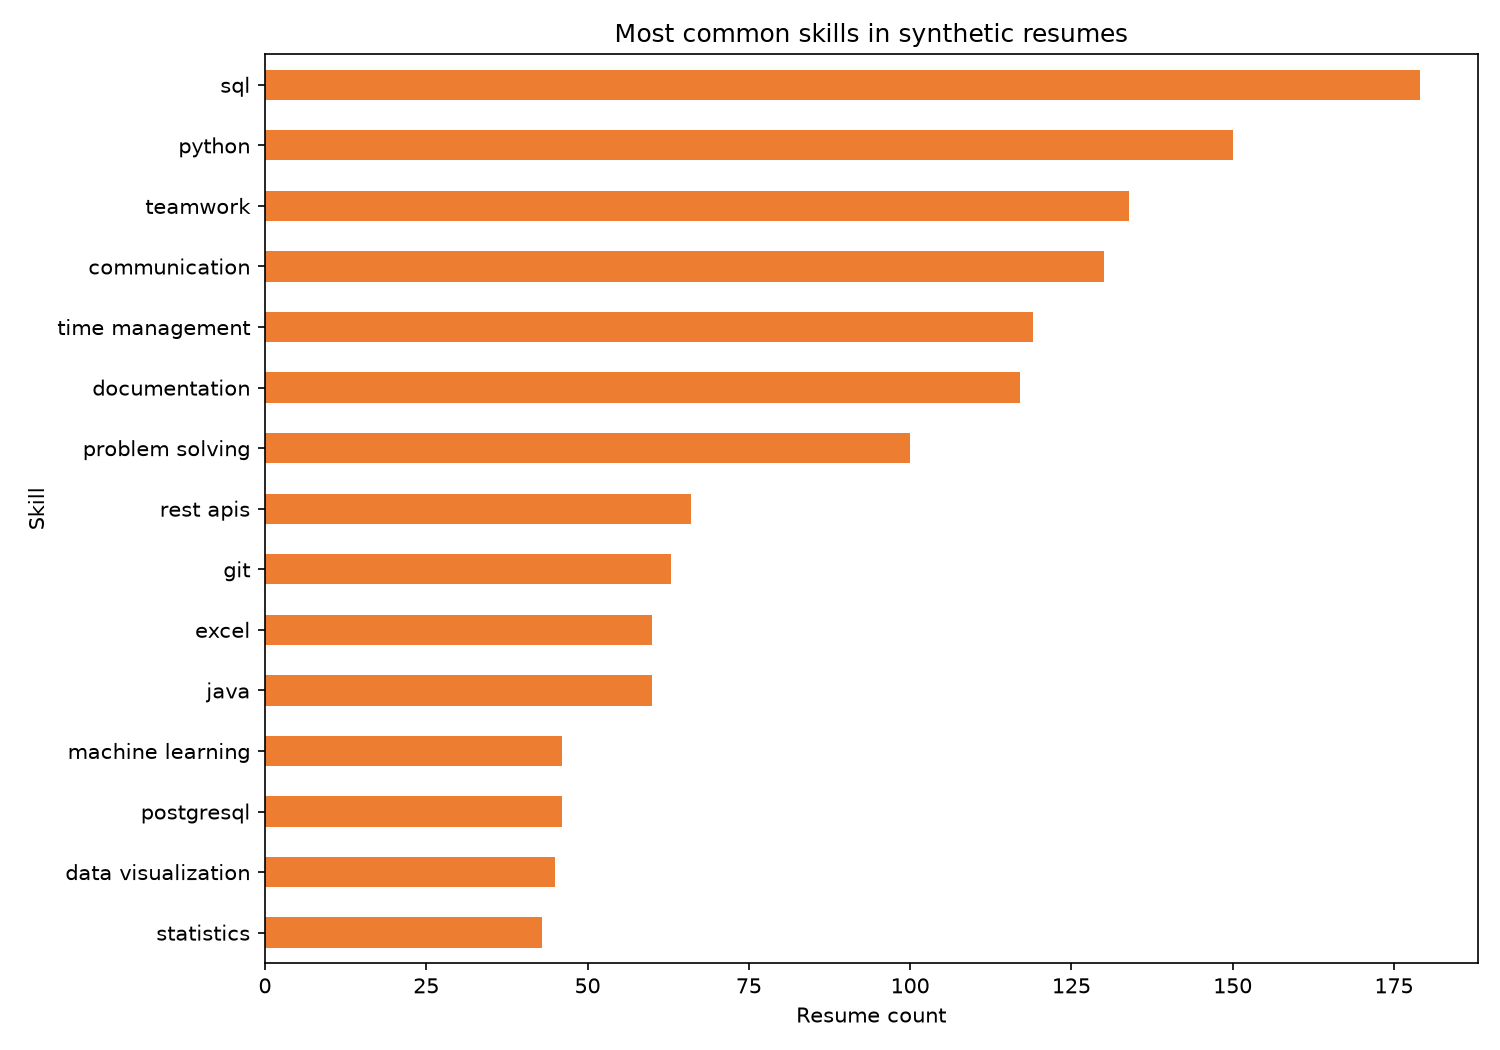 Most common skills in synthetic resumes
sql
python
teamwork
communication
time management
documentation
problem solving
rest apis
git
excel
java
machine learning
postgresql
data visualization
statistics
Skill
0 25 50 75 100 125 150 175
Resume count